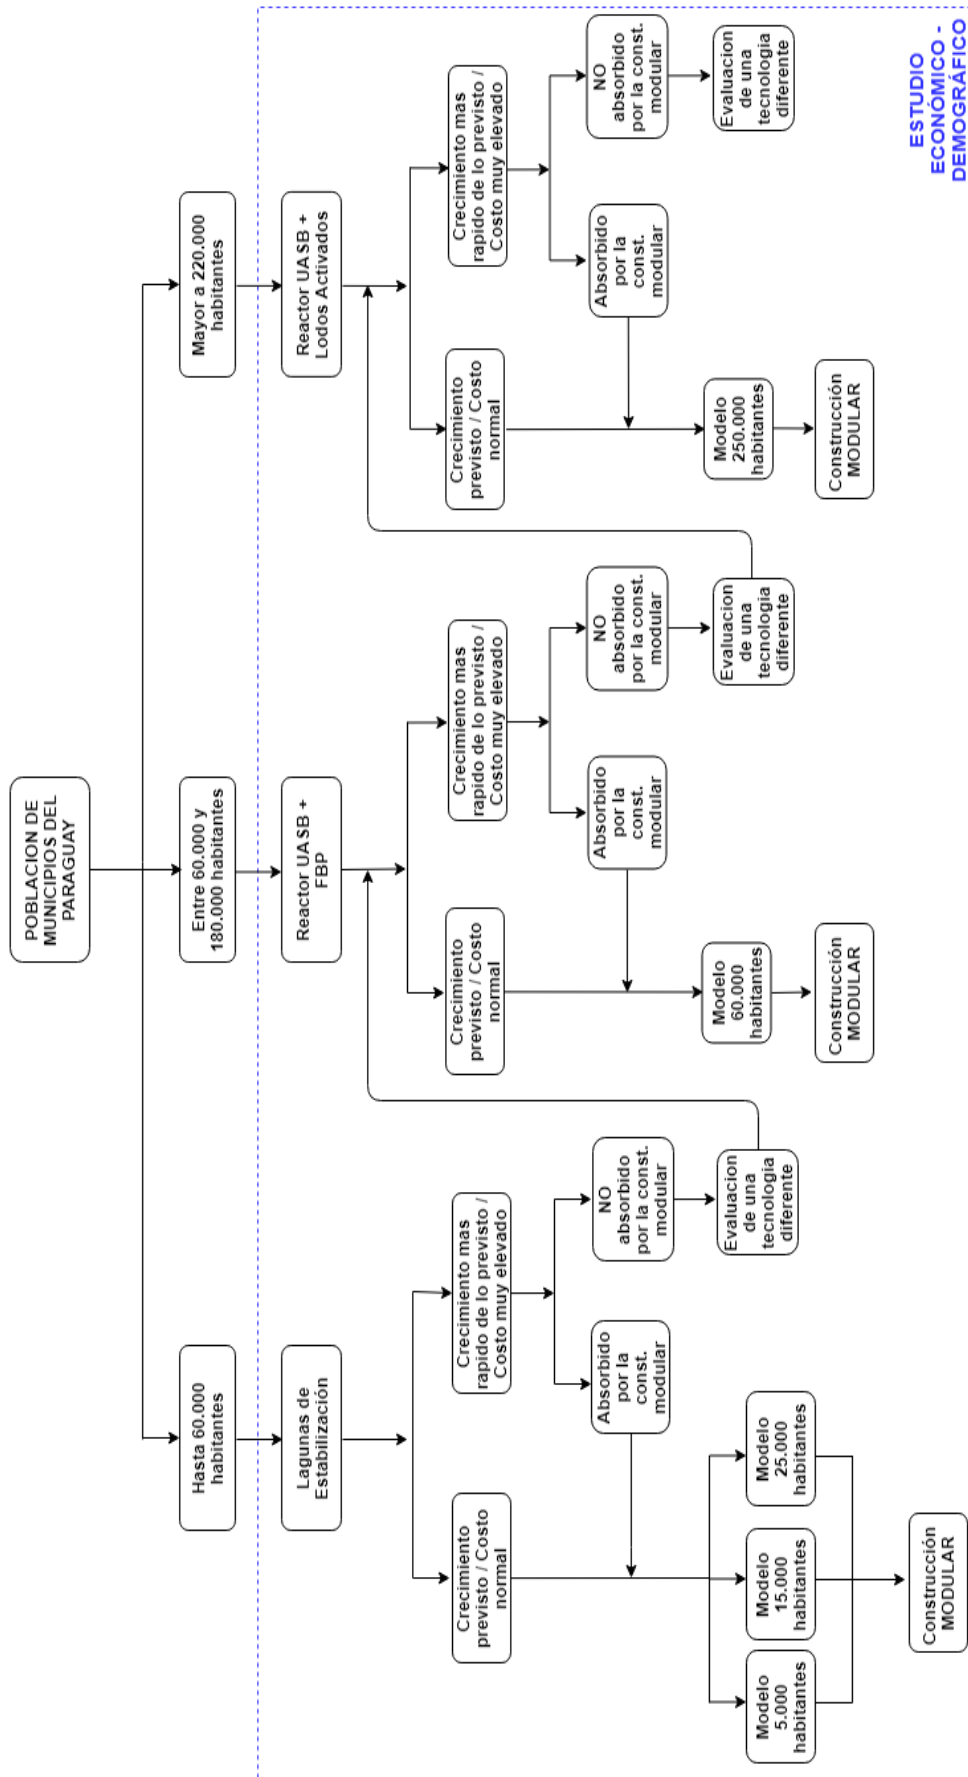 POBLACION DE
MUNICIPIOS DEL
PARAGUAY
Hasta 60.000
habitantes
Entre 60.000 y
180.000 habitantes
Mayor a 220.000
habitantes
Lagunas de
Estabilización
Reactor UASB +
FBP
Reactor UASB +
Lodos Activados
Crecimiento
previsto / Costo
normal
Crecimiento mas
rapido de lo previsto /
Costo muy elevado
Crecimiento
previsto / Costo
normal
Crecimiento mas
rapido de lo previsto /
Costo muy elevado
Crecimiento
previsto / Costo
normal
Crecimiento mas
rapido de lo previsto /
Costo muy elevado
Absorbido
por la
const.
modular
NO
absorbido
por la const.
modular
Absorbido
por la
const.
modular
NO
absorbido
por la const.
modular
Absorbido
por la
const.
modular
NO
absorbido
por la const.
modular
Modelo
5.000
habitantes
Modelo
15.000
habitantes
Modelo
25.000
habitantes
Evaluacion
de una
tecnologia
diferente
Modelo
60.000
habitantes
Evaluacion
de una
tecnologia
diferente
Modelo
250.000
habitantes
Evaluacion
de una
tecnologia
diferente
Construcción
MODULAR
Construcción
MODULAR
Construcción
MODULAR
ESTUDIO
ECONÓMICO -
DEMOGRÁFICO